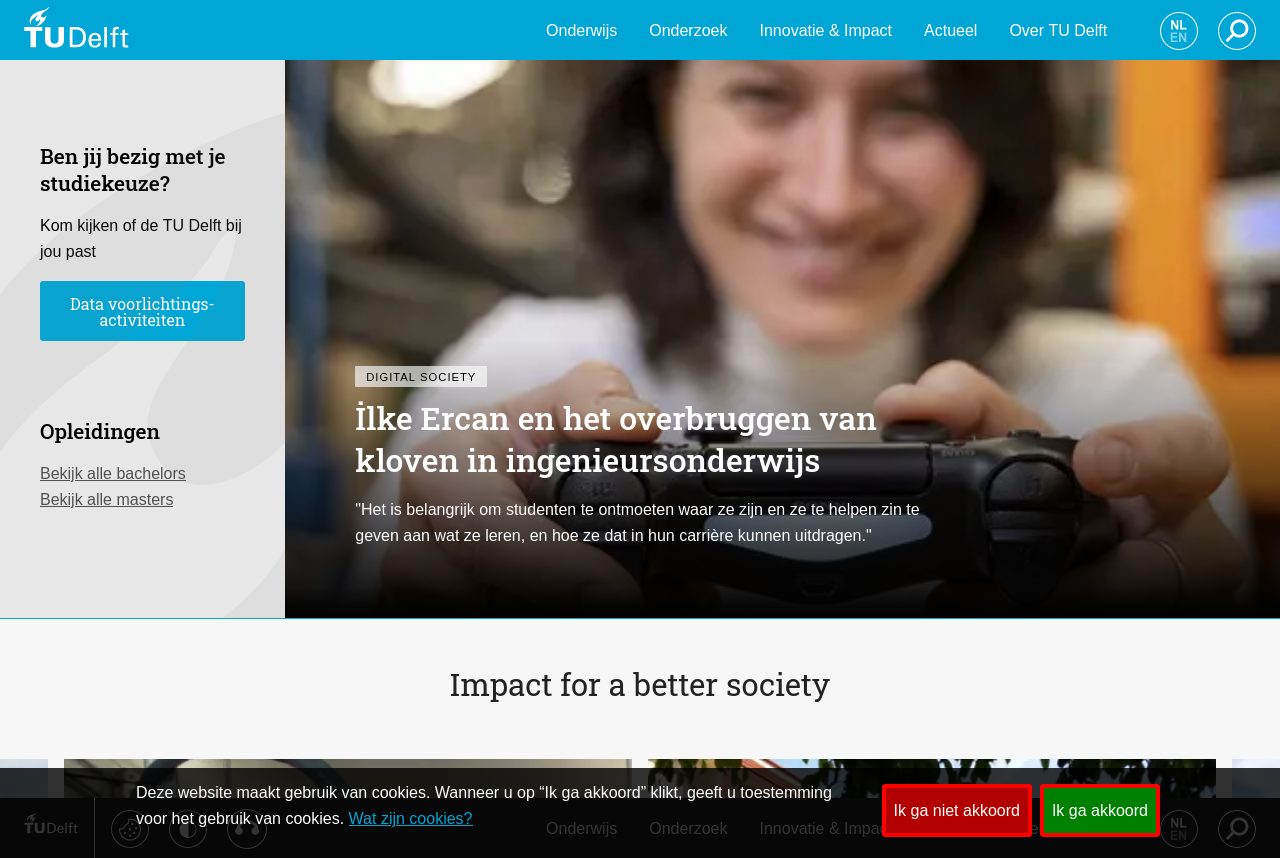 TUDelft
Onderwijs
Onderzoek
Innovatie & Impact
Actueel
Over TU Delft
NL
EN
Ben jij bezig met je
studiekeuze?
Kom kijken of de TU Delft bij
jou past
Data voorlichtings-
activiteiten
Opleidingen
Bekijk alle bachelors
Bekijk alle masters
DIGITAL SOCIETY
İlke Ercan en het overbruggen van
kloven in ingenieursonderwijs
"Het is belangrijk om studenten te ontmoeten waar ze zijn en ze te helpen zin te
geven aan wat ze leren, en hoe ze dat in hun carrière kunnen uitdragen."
Impact for a better society
Deze website maakt gebruik van cookies. Wanneer u op “Ik ga akkoord” klikt, geeft u toestemming
voor het gebruik van cookies. Wat zijn cookies?
Ik ga niet akkoord
Ik ga akkoord
TUDelft
Onderwijs
Onderzoek
Innovatie & Impac
NL
EN